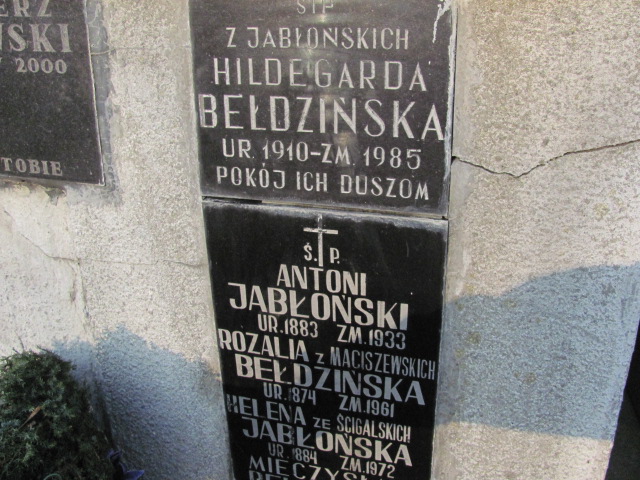 NSKI
2000
TOBIE
Ś.P.
Z JABŁOŃSKICH
HILDEGARDA
BEŁDZIŃSKA
UR. 1910-ZM. 1985
POKÓJ ICH DUSZOM
Ś. P.
ANTONI
JABŁOŃSKI
UR. 1883 ZM. 1933
ROZALIA z MACISZEWSKICH
BEŁDZIŃSKA
UR. 1874 ZM. 1961
HELENA ZE ŚCIGALSKICH
JABŁOŃSKA
UR. 1884 ZM. 1972